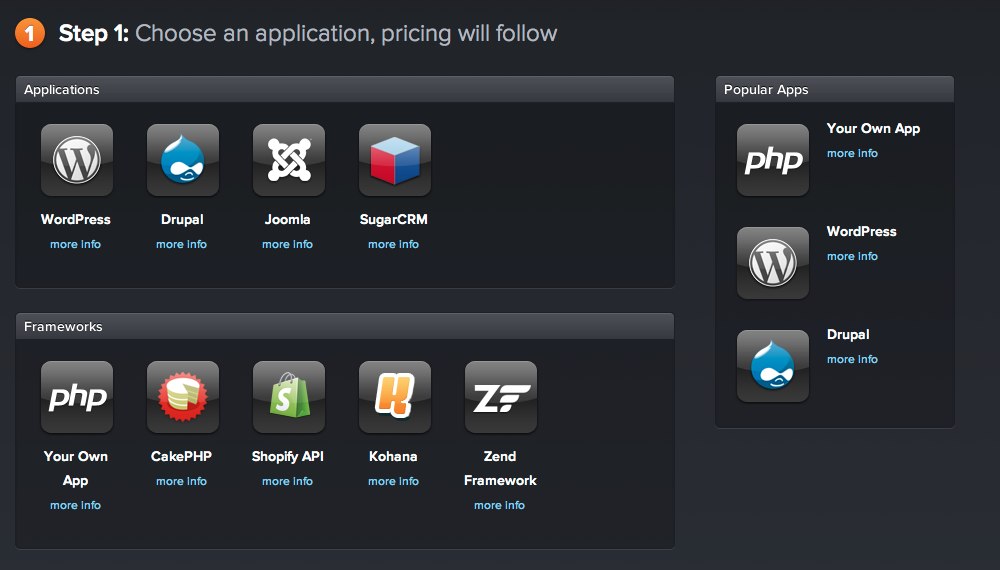 1 Step 1: Choose an application, pricing will follow
Applications
WordPress
more info
Drupal
more info
Joomla
more info
SugarCRM
more info
Frameworks
php
Your Own
App
more info
CakePHP
more info
S
Shopify API
more info
K
Kohana
more info
ZF
Zend
Framework
more info
Popular Apps
php
Your Own App
more info
W
WordPress
more info
Drupal
more info